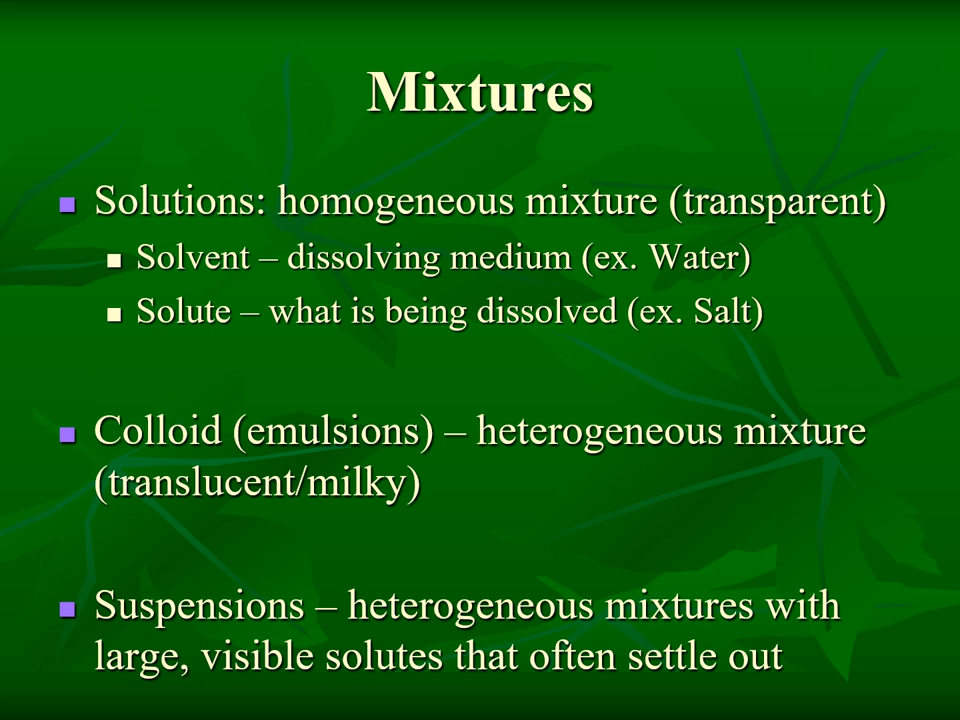 Mixtures
Solutions: homogeneous mixture (transparent)
Solvent – dissolving medium (ex. Water)
Solute – what is being dissolved (ex. Salt)
Colloid (emulsions) – heterogeneous mixture
(translucent/milky)
Suspensions – heterogeneous mixtures with
large, visible solutes that often settle out